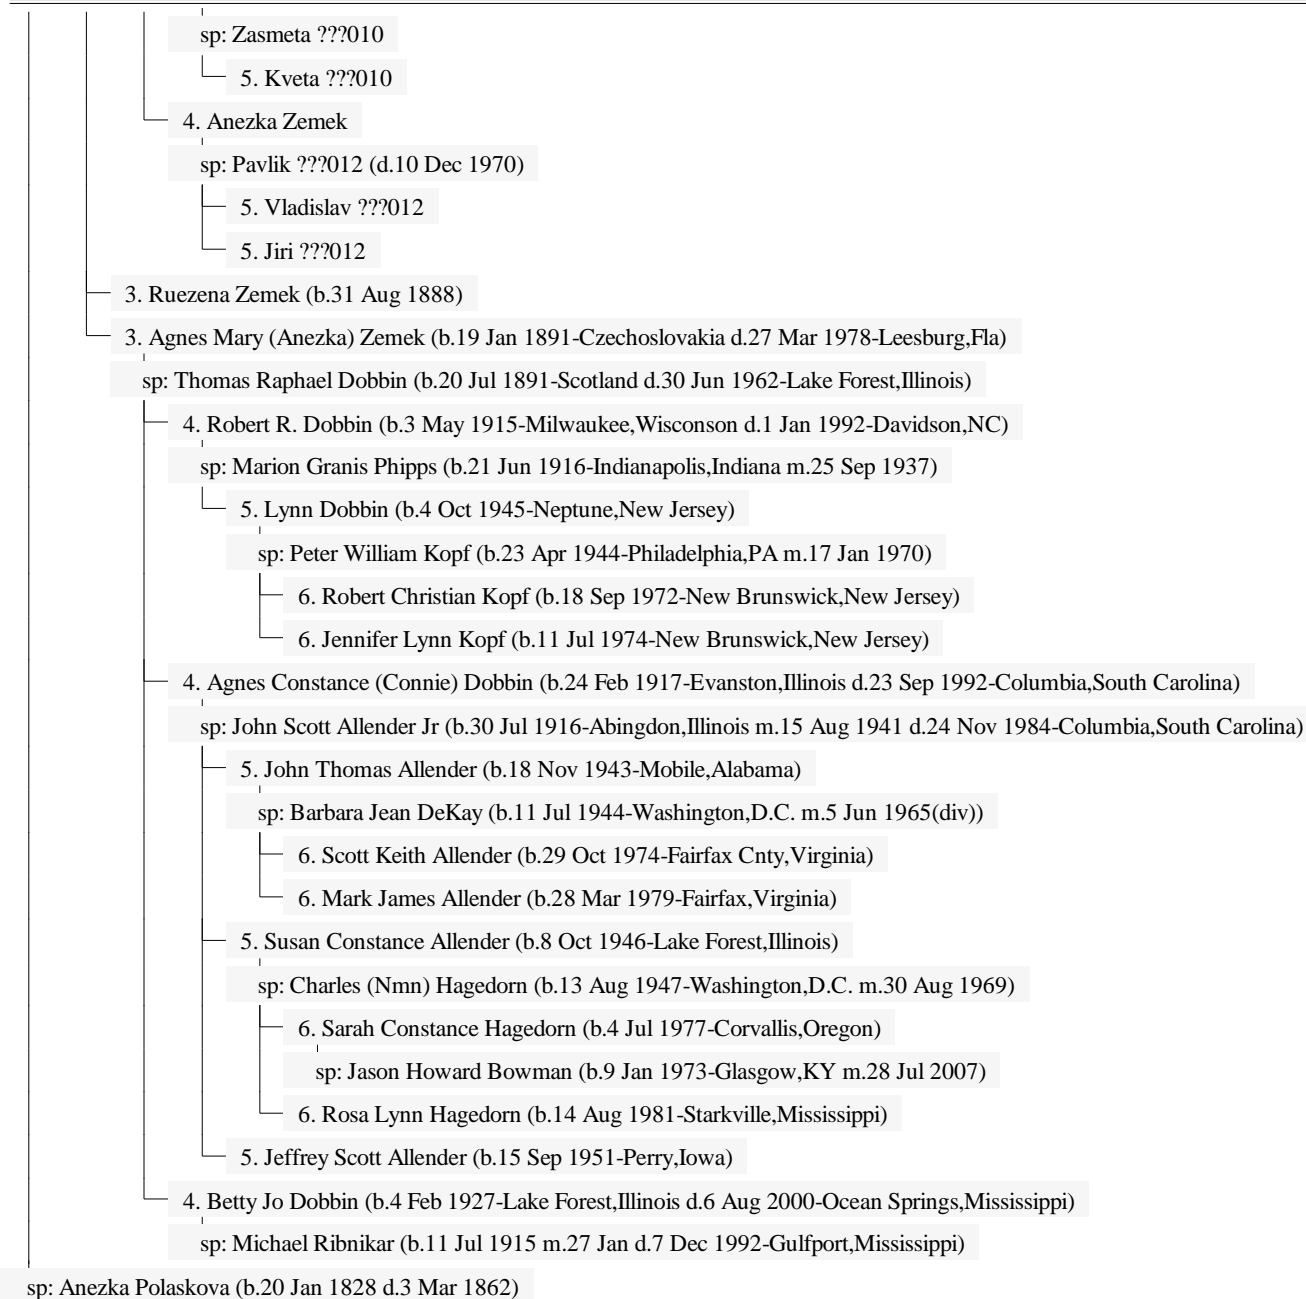 sp: Zasmeta ???010
5. Kveta ???010
4. Anezka Zemek
sp: Pavlik ???012 (d.10 Dec 1970)
5. Vladislav ???012
5. Jiri ???012
3. Ruezena Zemek (b.31 Aug 1888)
3. Agnes Mary (Anezka) Zemek (b.19 Jan 1891-Czechoslovakia d.27 Mar 1978-Leesburg,Fla)
sp: Thomas Raphael Dobbin (b.20 Jul 1891-Scotland d.30 Jun 1962-Lake Forest,Illinois)
4. Robert R. Dobbin (b.3 May 1915-Milwaukee,Wisconson d.1 Jan 1992-Davidson,NC)
sp: Marion Granis Phipps (b.21 Jun 1916-Indianapolis,Indiana m.25 Sep 1937)
5. Lynn Dobbin (b.4 Oct 1945-Neptune,New Jersey)
sp: Peter William Kopf (b.23 Apr 1944-Philadelphia,PA m.17 Jan 1970)
6. Robert Christian Kopf (b.18 Sep 1972-New Brunswick,New Jersey)
6. Jennifer Lynn Kopf (b.11 Jul 1974-New Brunswick,New Jersey)
4. Agnes Constance (Connie) Dobbin (b.24 Feb 1917-Evanston,Illinois d.23 Sep 1992-Columbia,South Carolina)
sp: John Scott Allender Jr (b.30 Jul 1916-Abingdon,Illinois m.15 Aug 1941 d.24 Nov 1984-Columbia,South Carolina)
5. John Thomas Allender (b.18 Nov 1943-Mobile,Alabama)
sp: Barbara Jean DeKay (b.11 Jul 1944-Washington,D.C. m.5 Jun 1965(div))
6. Scott Keith Allender (b.29 Oct 1974-Fairfax Cnty,Virginia)
6. Mark James Allender (b.28 Mar 1979-Fairfax,Virginia)
5. Susan Constance Allender (b.8 Oct 1946-Lake Forest,Illinois)
sp: Charles (Nmn) Hagedorn (b.13 Aug 1947-Washington,D.C. m.30 Aug 1969)
6. Sarah Constance Hagedorn (b.4 Jul 1977-Corvallis,Oregon)
sp: Jason Howard Bowman (b.9 Jan 1973-Glasgow,KY m.28 Jul 2007)
6. Rosa Lynn Hagedorn (b.14 Aug 1981-Starkville,Mississippi)
5. Jeffrey Scott Allender (b.15 Sep 1951-Perry,Iowa)
4. Betty Jo Dobbin (b.4 Feb 1927-Lake Forest,Illinois d.6 Aug 2000-Ocean Springs,Mississippi)
sp: Michael Ribnikar (b.11 Jul 1915 m.27 Jan d.7 Dec 1992-Gulfport,Mississippi)
sp: Anezka Polaskova (b.20 Jan 1828 d.3 Mar 1862)